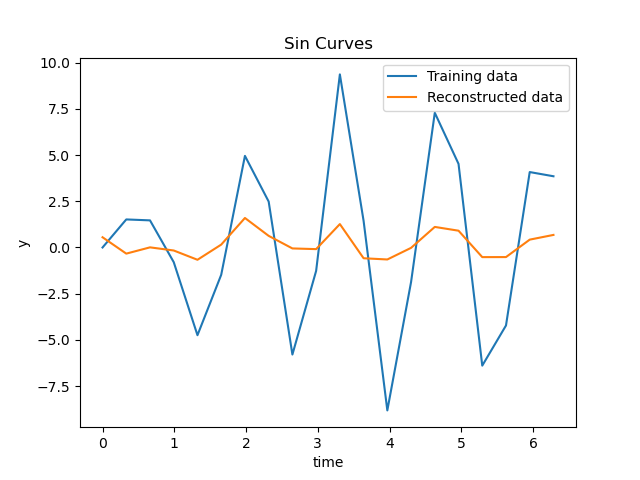 Sin Curves
Training data
Reconstructed data
y
10.0
7.5
5.0
2.5
0.0
−2.5
−5.0
−7.5
0 1 2 3 4 5 6
time